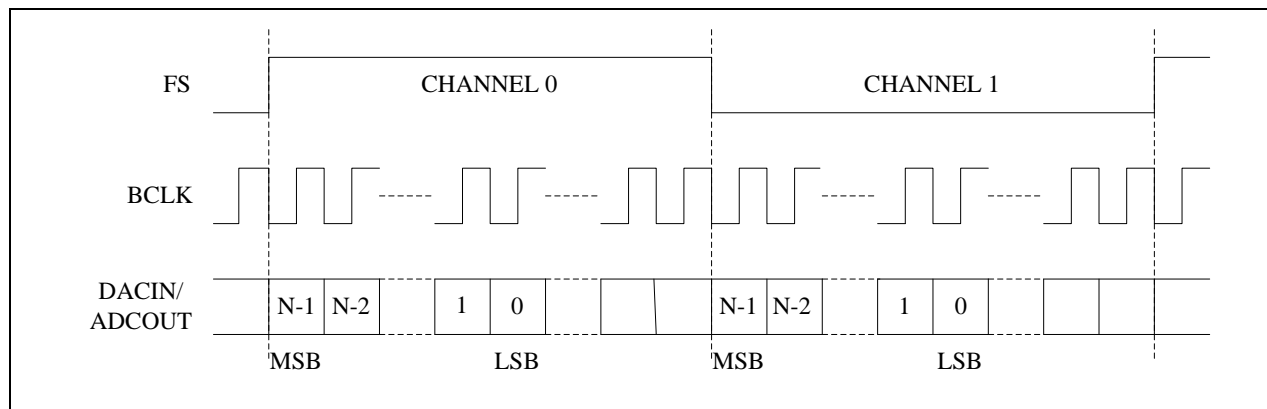 FS CHANNEL 0 CHANNEL 1
BCLK
DACIN/
ADCOUT
N-1 N-2 1 0 N-1 N-2 1 0
MSB LSB MSB LSB